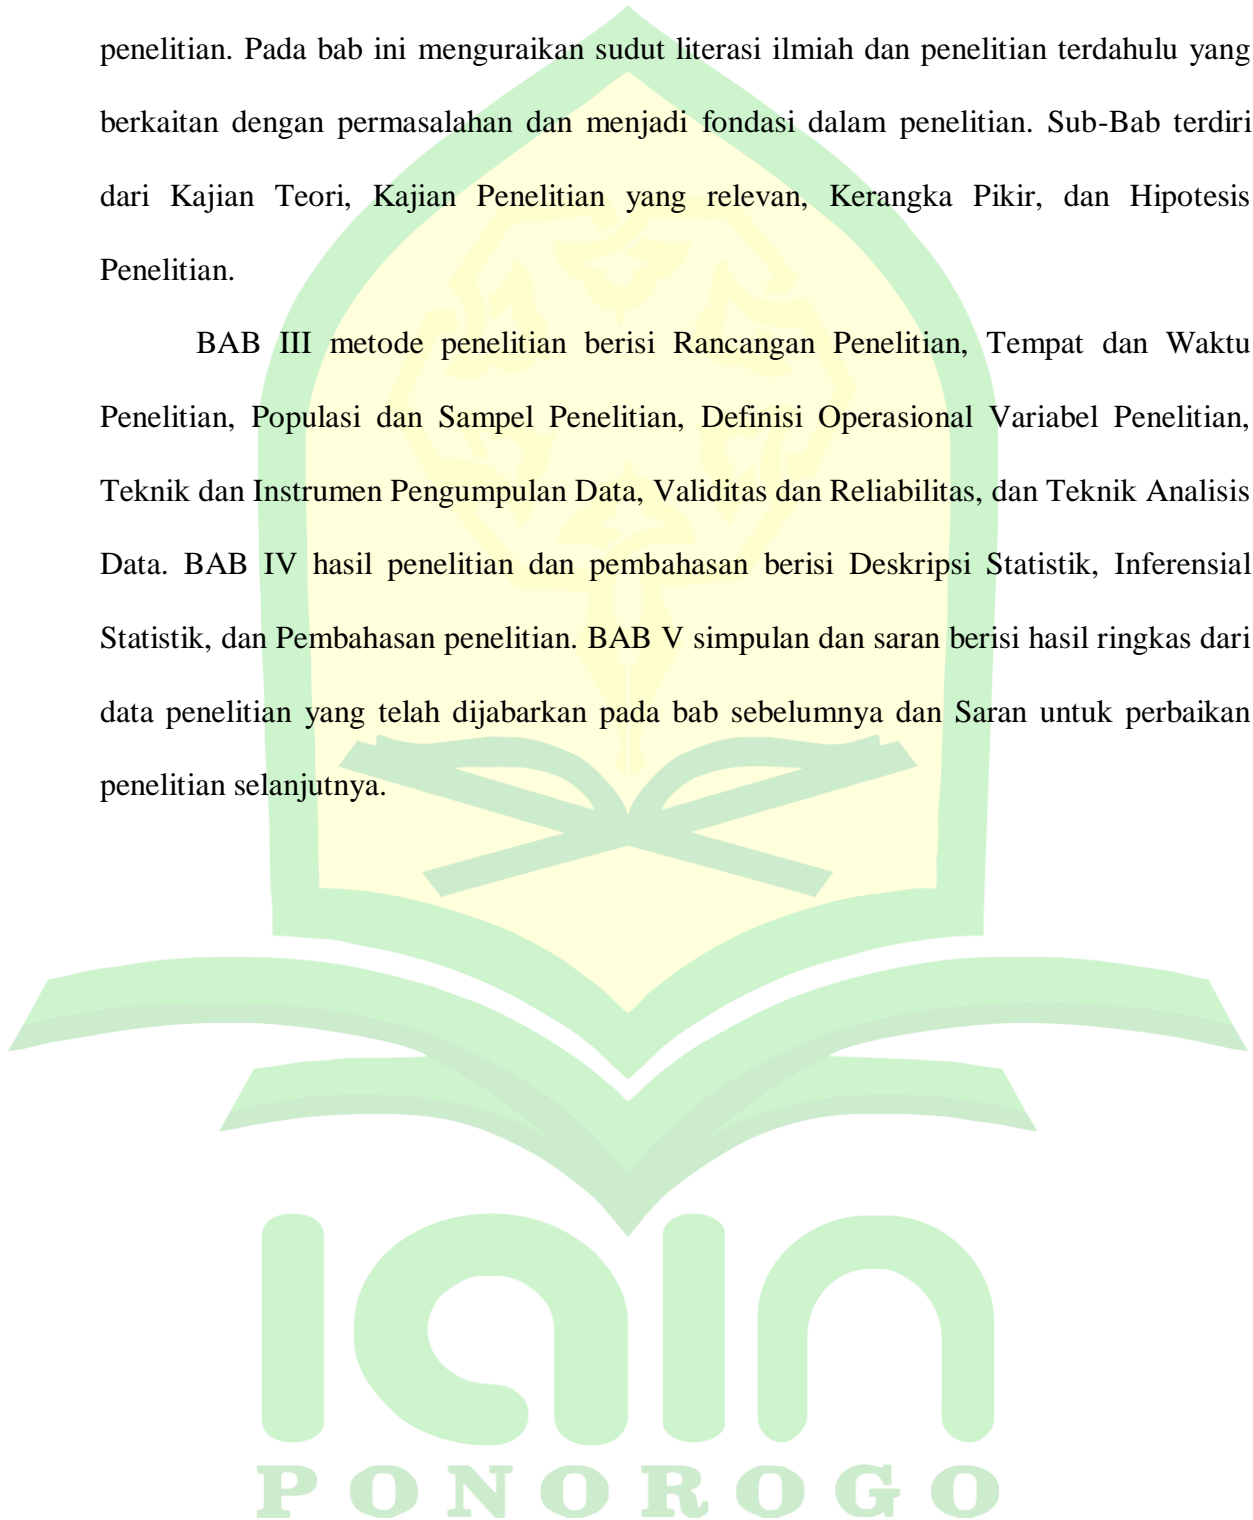 penelitian. Pada bab ini menguraikan sudut literasi ilmiah dan penelitian terdahulu yang
berkaitan dengan permasalahan dan menjadi fondasi dalam penelitian. Sub-Bab terdiri
dari Kajian Teori, Kajian Penelitian yang relevan, Kerangka Pikir, dan Hipotesis
Penelitian.
BAB III metode penelitian berisi Rancangan Penelitian, Tempat dan Waktu
Penelitian, Populasi dan Sampel Penelitian, Definisi Operasional Variabel Penelitian,
Teknik dan Instrumen Pengumpulan Data, Validitas dan Reliabilitas, dan Teknik Analisis
Data. BAB IV hasil penelitian dan pembahasan berisi Deskripsi Statistik, Inferensial
Statistik, dan Pembahasan penelitian. BAB V simpulan dan saran berisi hasil ringkas dari
data penelitian yang telah dijabarkan pada bab sebelumnya dan Saran untuk perbaikan
penelitian selanjutnya.
iain
PONOROGO